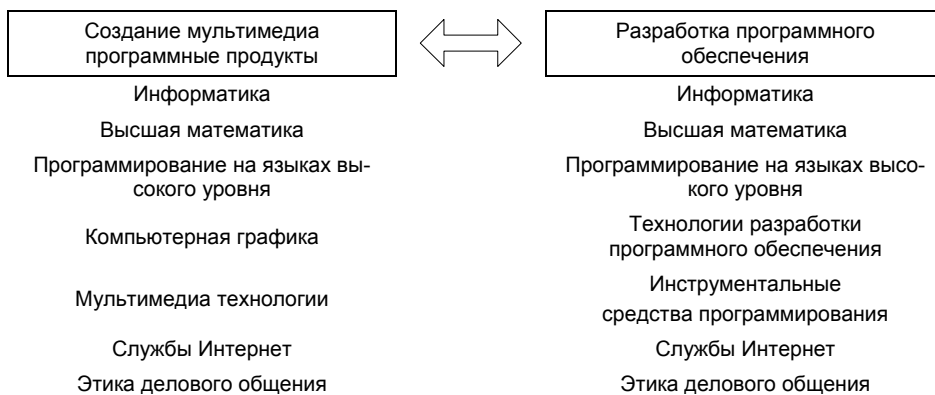 Создание мультимедиа
программные продукты
Информатика
Высшая математика
Программирование на языках вы-
сокого уровня
Компьютерная графика
Мультимедиа технологии
Службы Интернет
Этика делового общения
Разработка программного
обеспечения
Информатика
Высшая математика
Программирование на языках высо-
кого уровня
Технологии разработки
программного обеспечения
Инструментальные
средства программирования
Службы Интернет
Этика делового общения